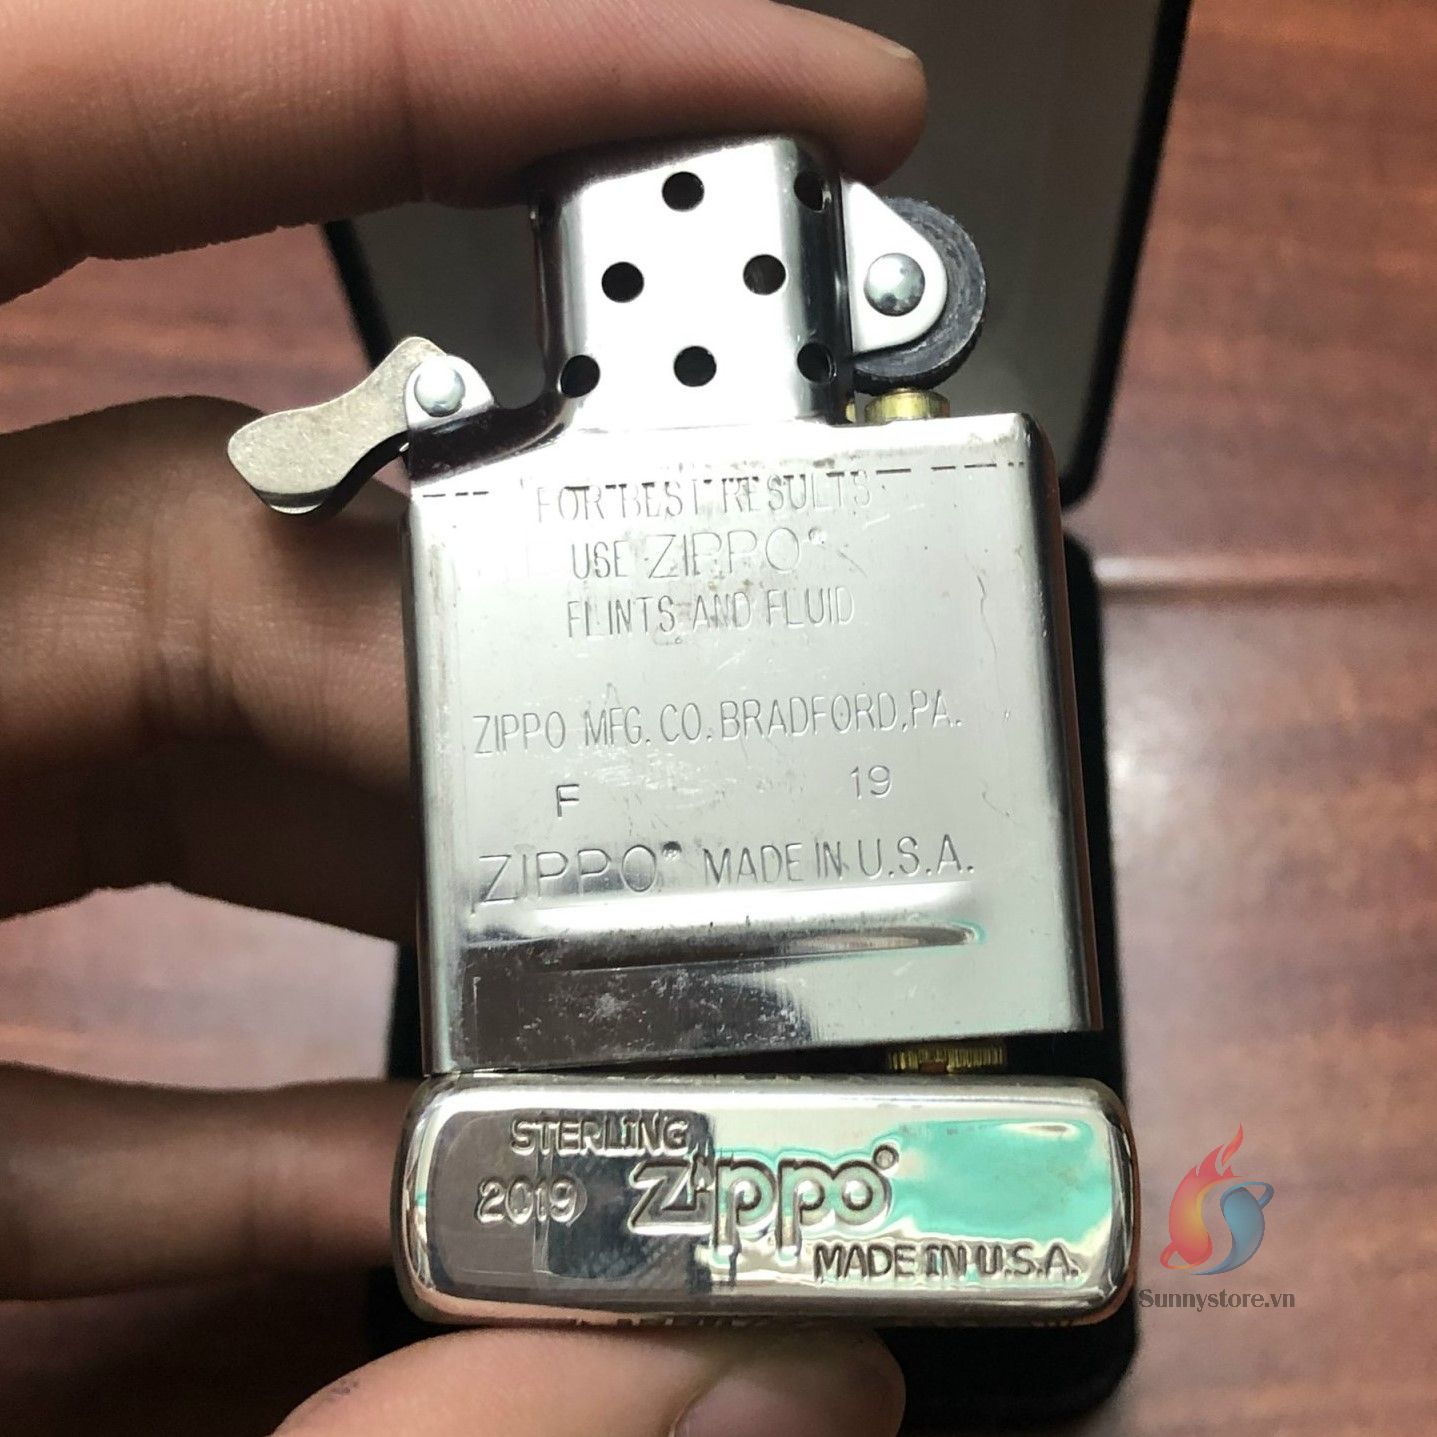 FOR BEST RESULTS
USE ZIPPO®
FLINTS AND FLUID
ZIPPO MFG. CO. BRADFORD, PA.
F 19
ZIPPO® MADE IN U.S.A.
STERLING
2019 Zippo®
MADE IN U.S.A.
Sunnystore.vn